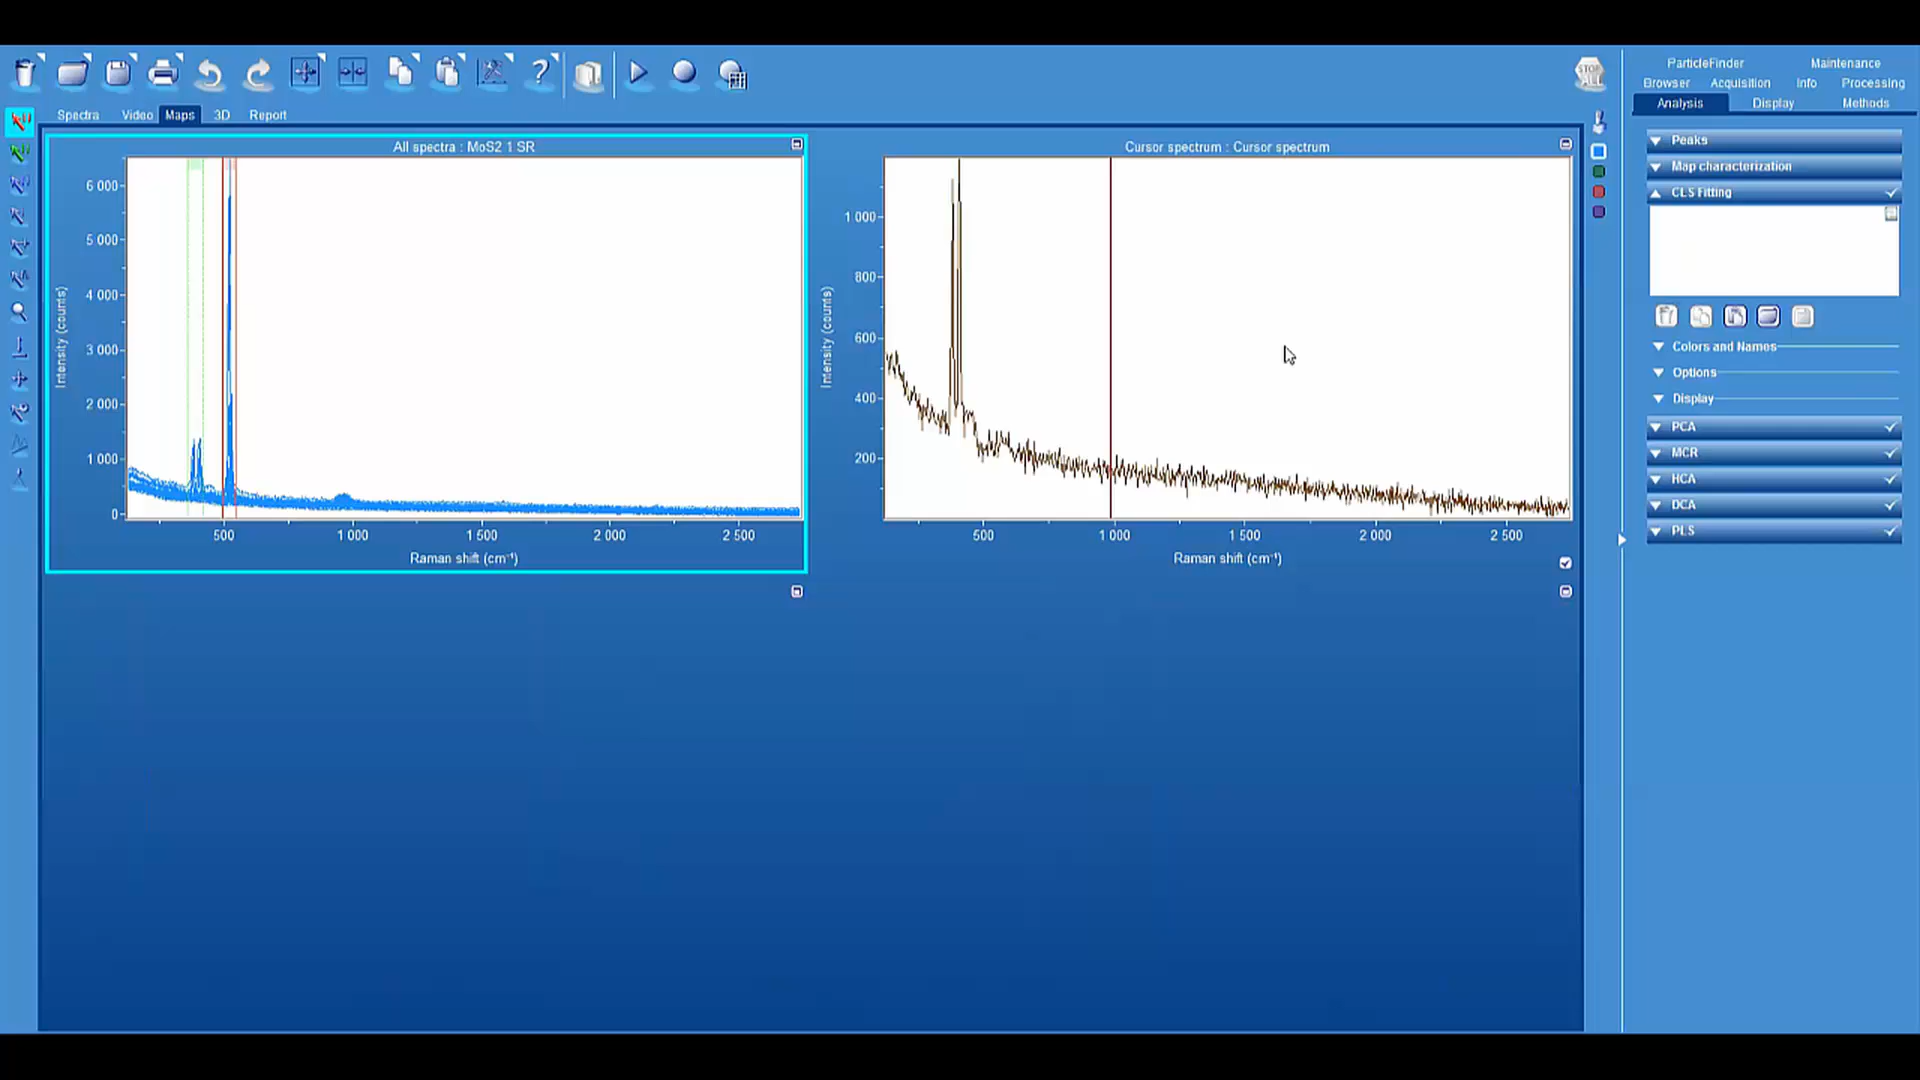 ParticleFinder Maintenance
Browser Acquisition Info Processing
Analysis Display Methods
STOP
ALL
Spectra Video Maps 3D Report
All spectra : MoS2 1 SR
Intensity (counts)
6 000
5 000
4 000
3 000
2 000
1 000
0
500 1 000 1 500 2 000 2 500
Raman shift (cm⁻¹)
Cursor spectrum : Cursor spectrum
Intensity (counts)
1 000
800
600
400
200
500 1 000 1 500 2 000 2 500
Raman shift (cm⁻¹)
Peaks
Map characterization
CLS Fitting
Colors and Names
Options
Display
PCA
MCR
HCA
DCA
PLS